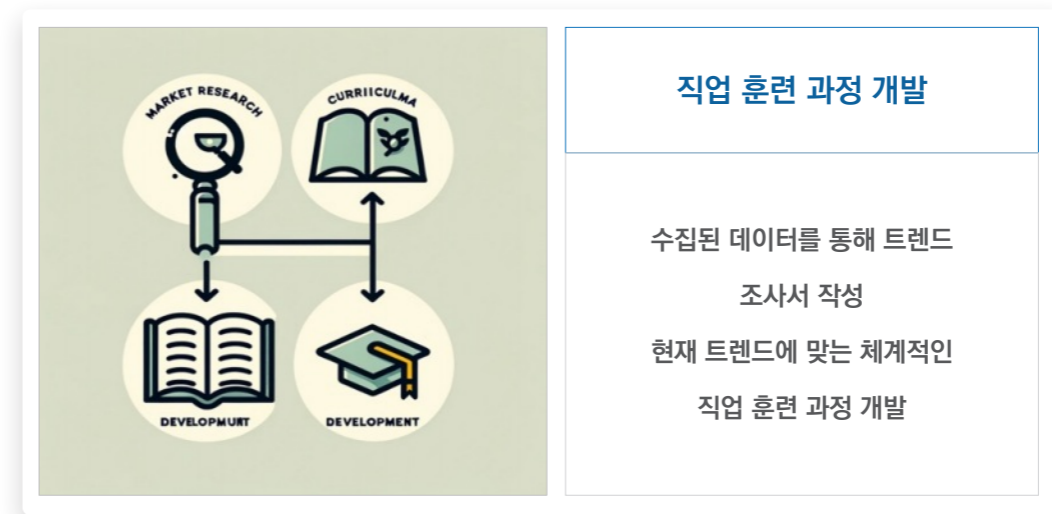 MARKET RESEARCH
CURRIICULMA
DEVELOPMURT
DEVELOPMENT
직업 훈련 과정 개발
수집된 데이터를 통해 트렌드
조사서 작성
현재 트렌드에 맞는 체계적인
직업 훈련 과정 개발